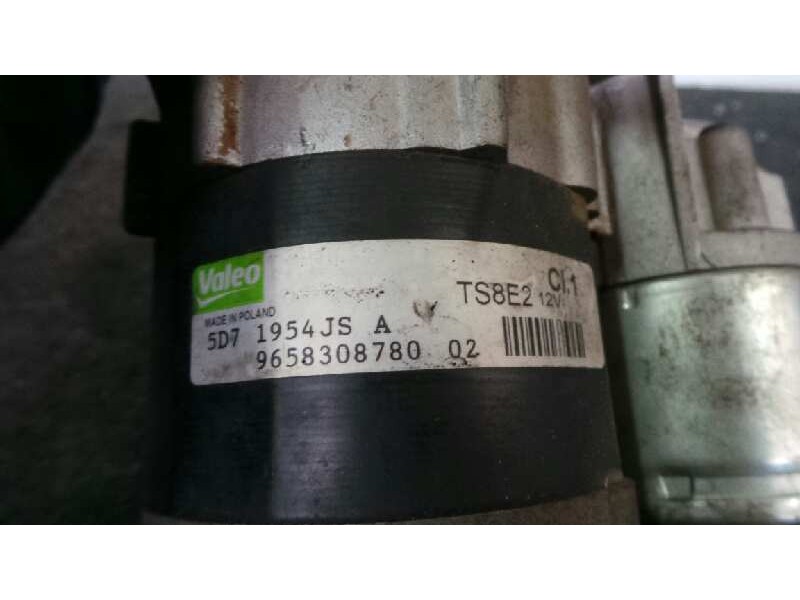 Valeo
MADE IN POLAND
TS8E2 12V Cl.1
5D7 1954JS A
9658308780 02